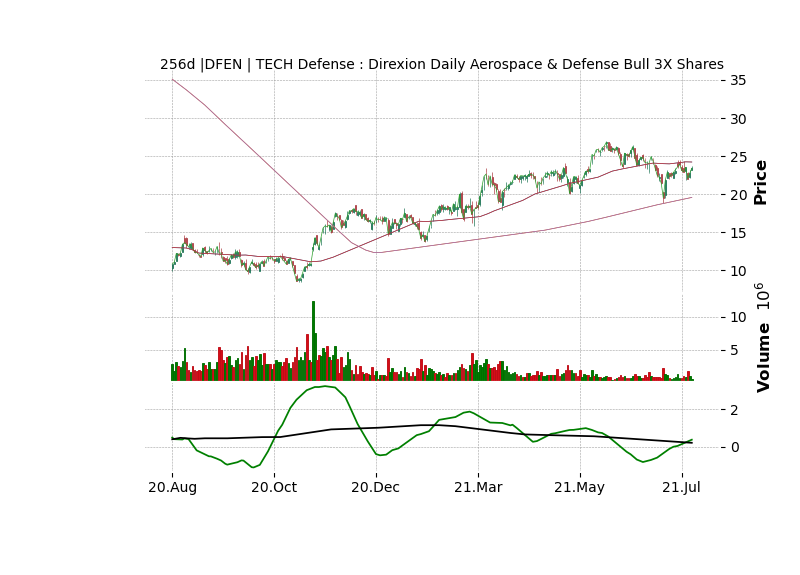 256d |DFEN | TECH Defense : Direxion Daily Aerospace & Defense Bull 3X Shares
35
30
25
20
15
10
Price
10
5
Volume 10^6
2
0
20.Aug 20.Oct 20.Dec 21.Mar 21.May 21.Jul